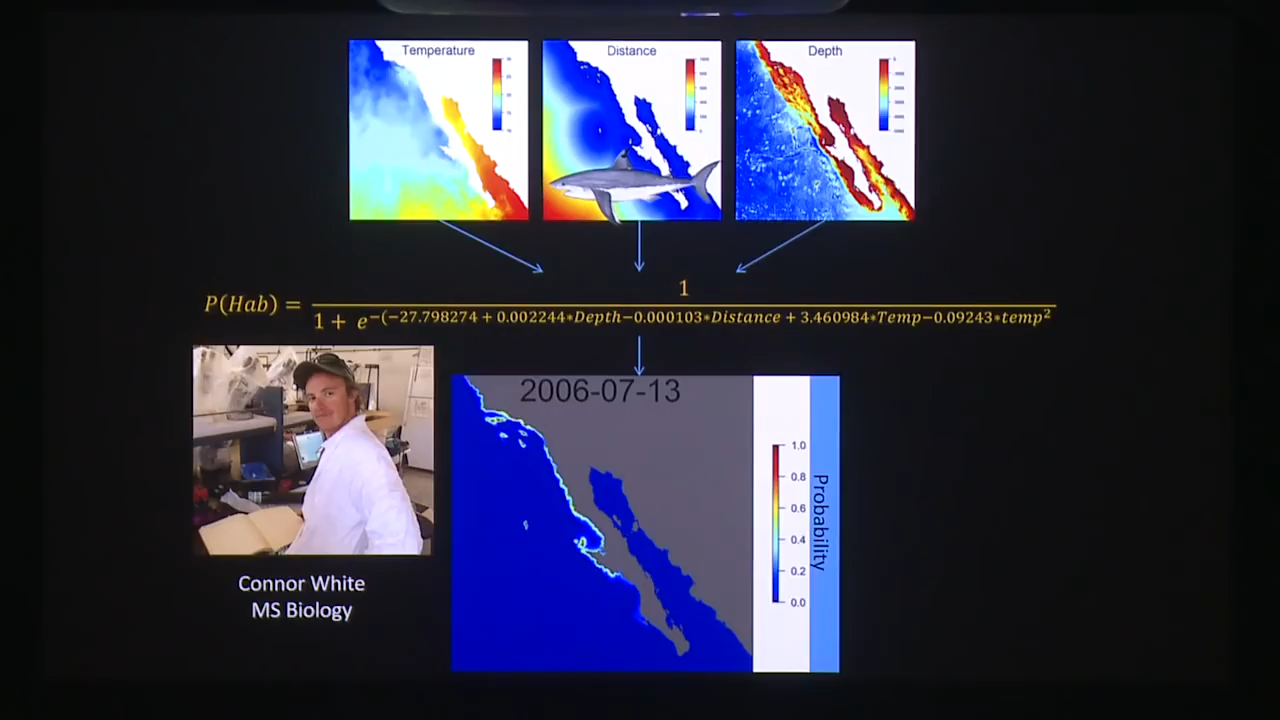 Temperature
Distance
Depth
P(Hab) = 1 / 1 + e^-(-27.798274 + 0.002244*Depth-0.000103*Distance + 3.460984*Temp-0.09243*temp^2
2006-07-13
1.0
0.8
0.6
0.4
0.2
0.0
Probability
Connor White
MS Biology